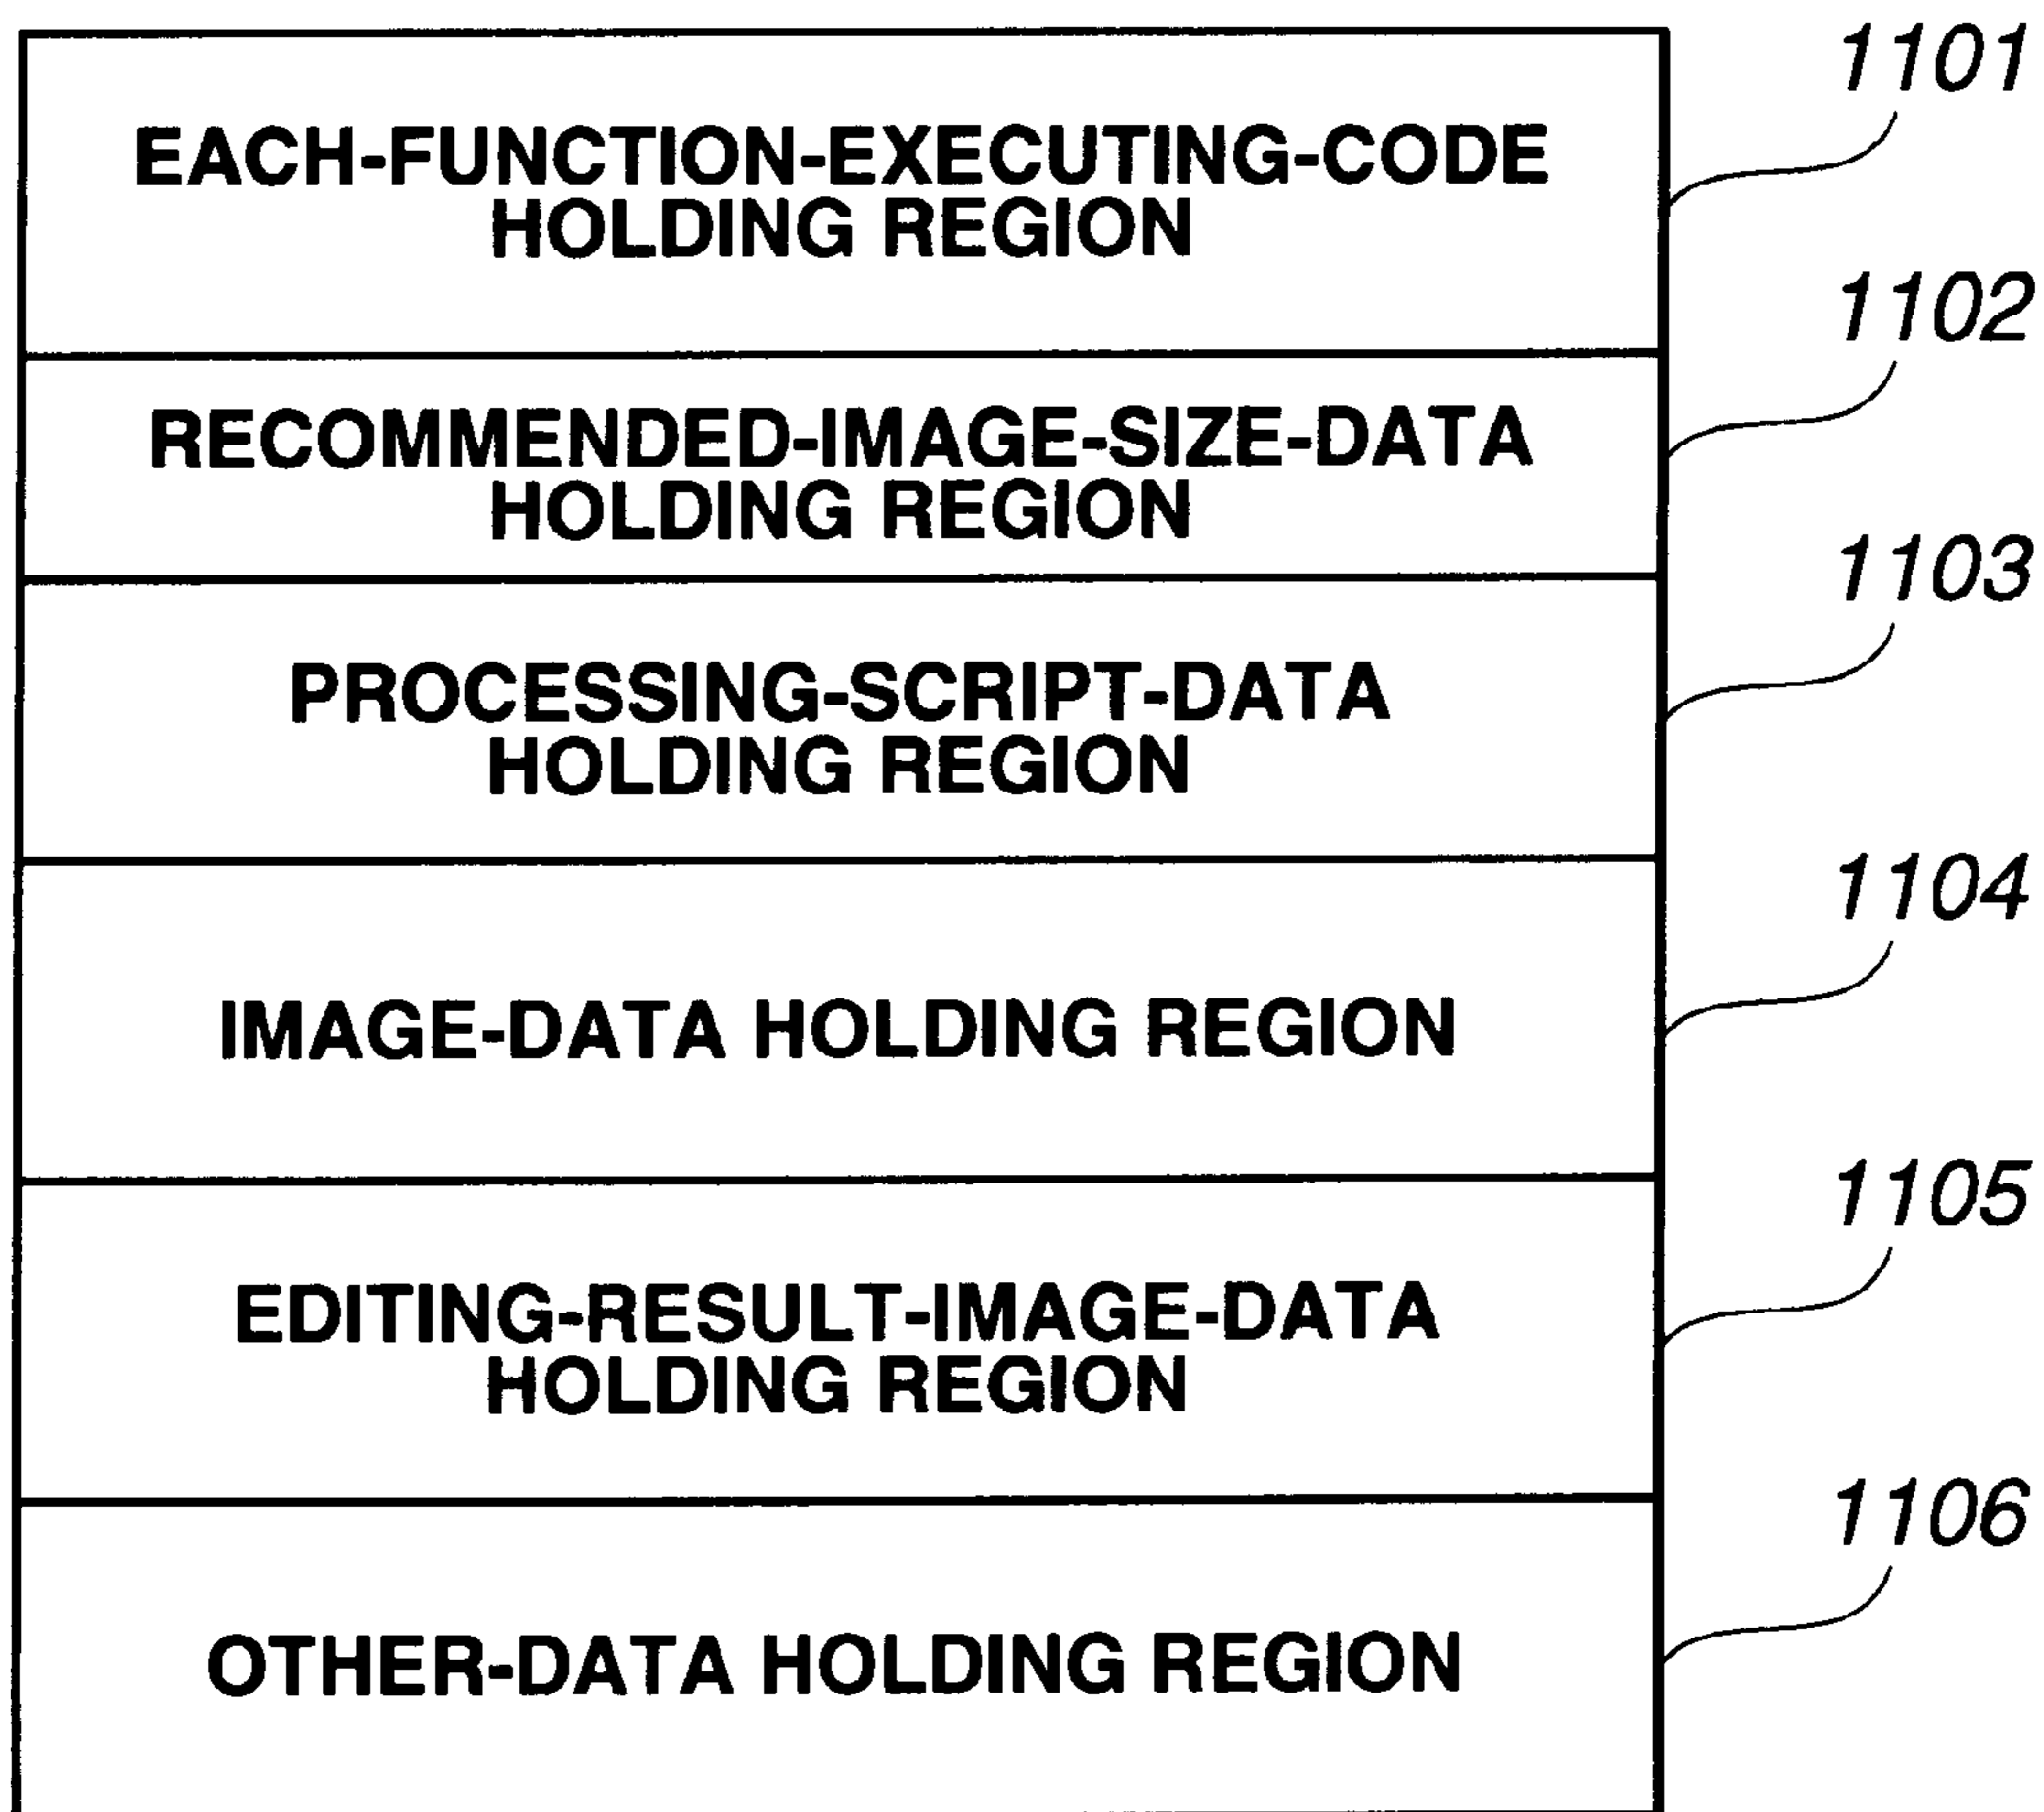 1101
EACH-FUNCTION-EXECUTING-CODE
HOLDING REGION
1102
RECOMMENDED-IMAGE-SIZE-DATA
HOLDING REGION
1103
PROCESSING-SCRIPT-DATA
HOLDING REGION
1104
IMAGE-DATA HOLDING REGION
1105
EDITING-RESULT-IMAGE-DATA
HOLDING REGION
1106
OTHER-DATA HOLDING REGION